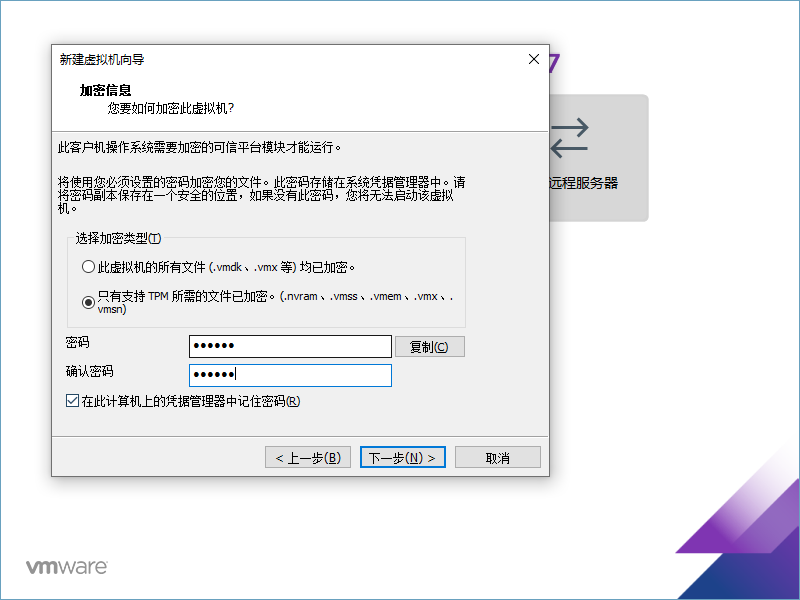 新建虚拟机向导
7
加密信息
您要如何加密此虚拟机?
此客户机操作系统需要加密的可信平台模块才能运行。
将使用您必须设置的密码加密您的文件。此密码存储在系统凭据管理器中。请
将密码副本保存在一个安全的位置，如果没有此密码，您将无法启动该虚拟
机。
远程服务器
选择加密类型(T)
此虚拟机的所有文件 (.vmdk、.vmx 等) 均已加密。
只有支持 TPM 所需的文件已加密。(.nvram、.vmss、.vmem、.vmx、.
vmsn)
密码
复制(C)
确认密码
在此计算机上的凭据管理器中记住密码(R)
< 上一步(B)
下一步(N) >
取消
vmware